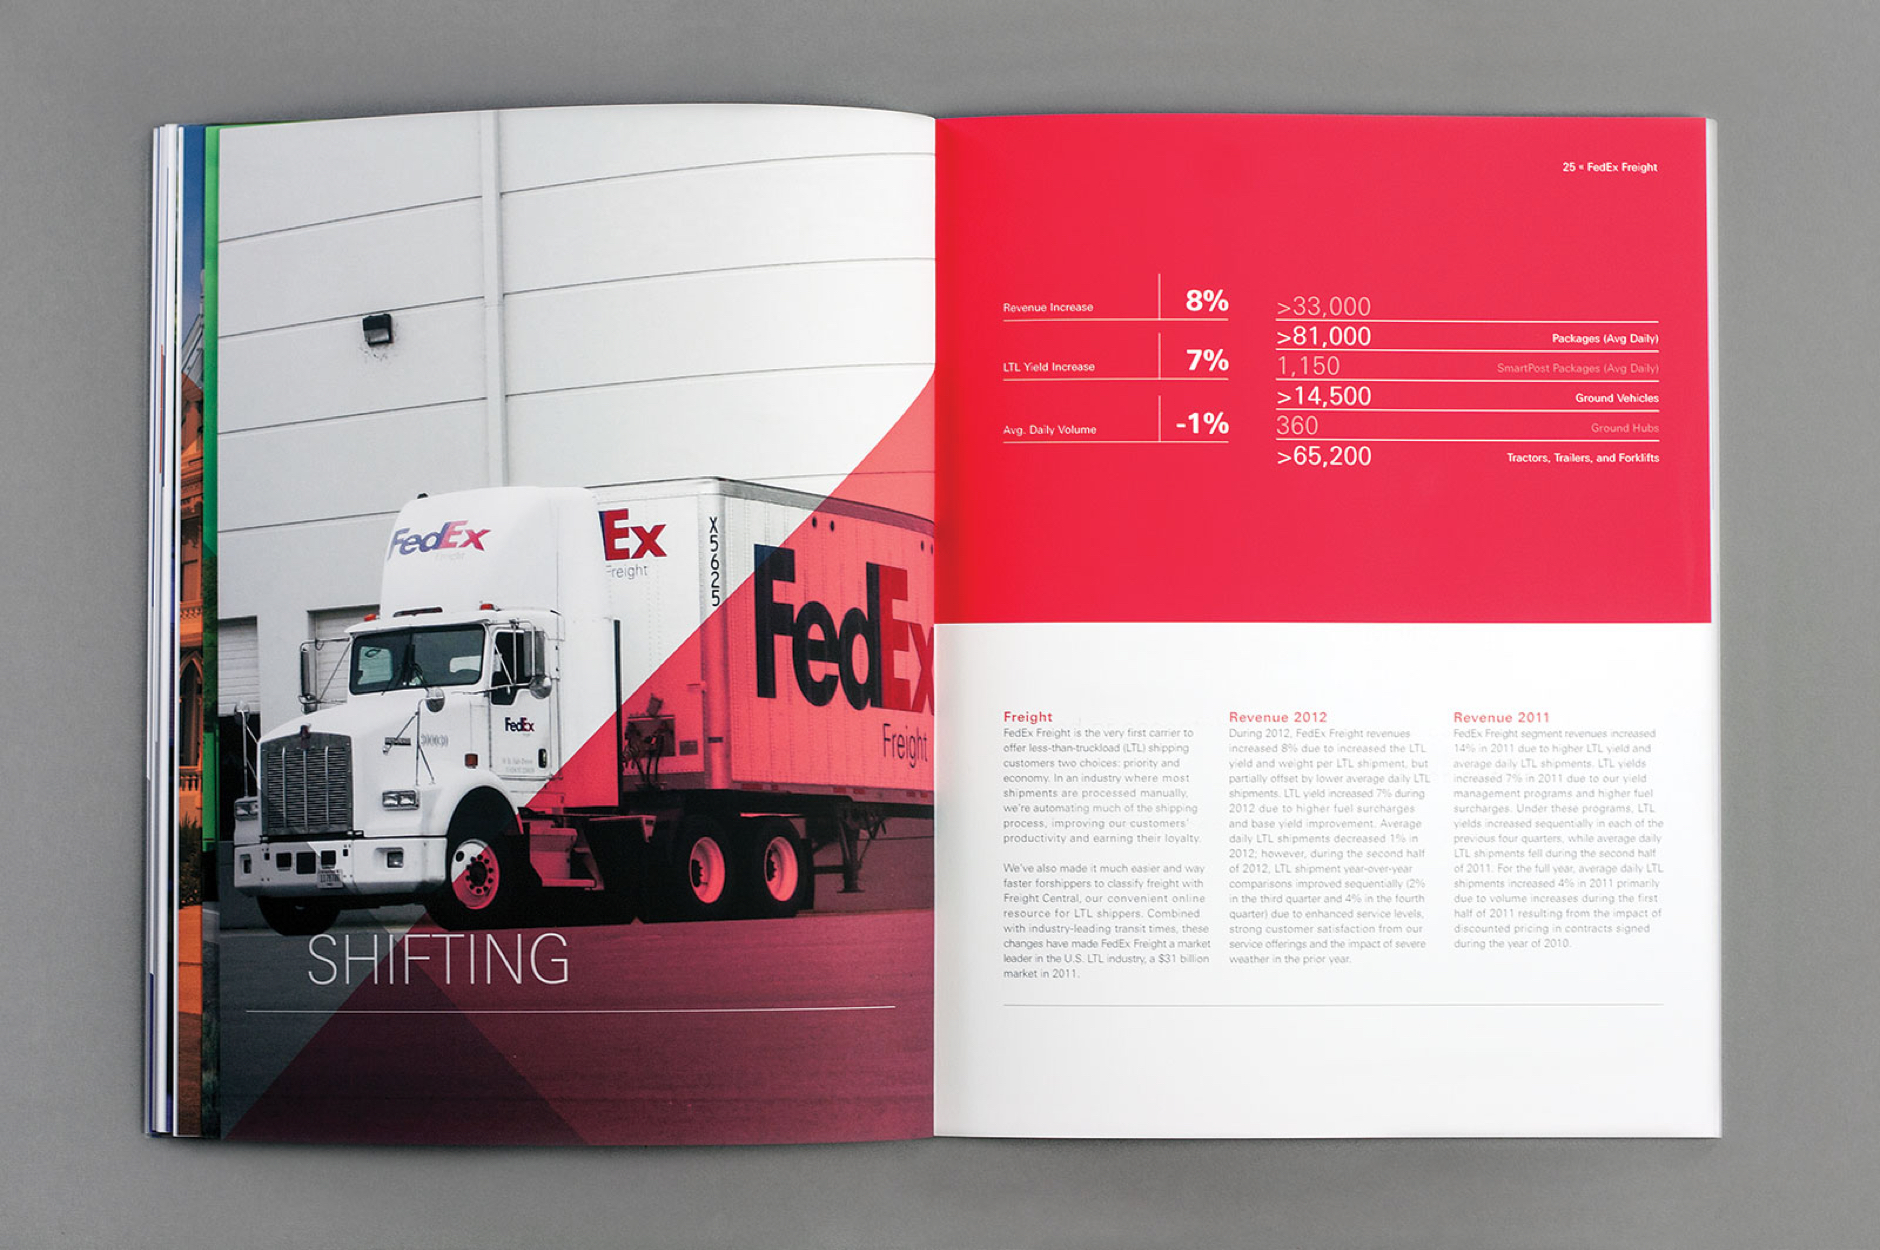 FedEx
Freight
Ex
Freight
X5625
FedEx
Freight
FedEx
SHIFTING
25 « FedEx Freight
Revenue Increase 8%
LTL Yield Increase 7%
Avg. Daily Volume -1%
>33,000
>81,000 Packages (Avg Daily)
1,150 SmartPost Packages (Avg Daily)
>14,500 Ground Vehicles
360 Ground Hubs
>65,200 Tractors, Trailers, and Forklifts
Freight
FedEx Freight is the very first carrier to
offer less-than-truckload (LTL) shipping
customers two choices: priority and
economy. In an industry where most
shipments are processed manually,
we're automating much of the shipping
process, improving our customers'
productivity and earning their loyalty.
We've also made it much easier and way
faster forshippers to classify freight with
Freight Central, our convenient online
resource for LTL shippers. Combined
with industry-leading transit times, these
changes have made FedEx Freight a market
leader in the U.S. LTL industry, a $31 billion
market in 2011.
Revenue 2012
During 2012, FedEx Freight revenues
increased 8% due to increased the LTL
yield and weight per LTL shipment, but
partially offset by lower average daily LTL
shipments. LTL yield increased 7% during
2012 due to higher fuel surcharges
and base yield improvement. Average
daily LTL shipments decreased 1% in
2012; however, during the second half
of 2012, LTL shipment year-over-year
comparisons improved sequentially (2%
in the third quarter and 4% in the fourth
quarter) due to enhanced service levels,
strong customer satisfaction from our
service offerings and the impact of severe
weather in the prior year.
Revenue 2011
FedEx Freight segment revenues increased
14% in 2011 due to higher LTL yield and
average daily LTL shipments. LTL yields
increased 7% in 2011 due to our yield
management programs and higher fuel
surcharges. Under these programs, LTL
yields increased sequentially in each of the
previous four quarters, while average daily
LTL shipments fell during the second half
of 2011. For the full year, average daily LTL
shipments increased 4% in 2011 primarily
due to volume increases during the first
half of 2011 resulting from the impact of
discounted pricing in contracts signed
during the year of 2010.